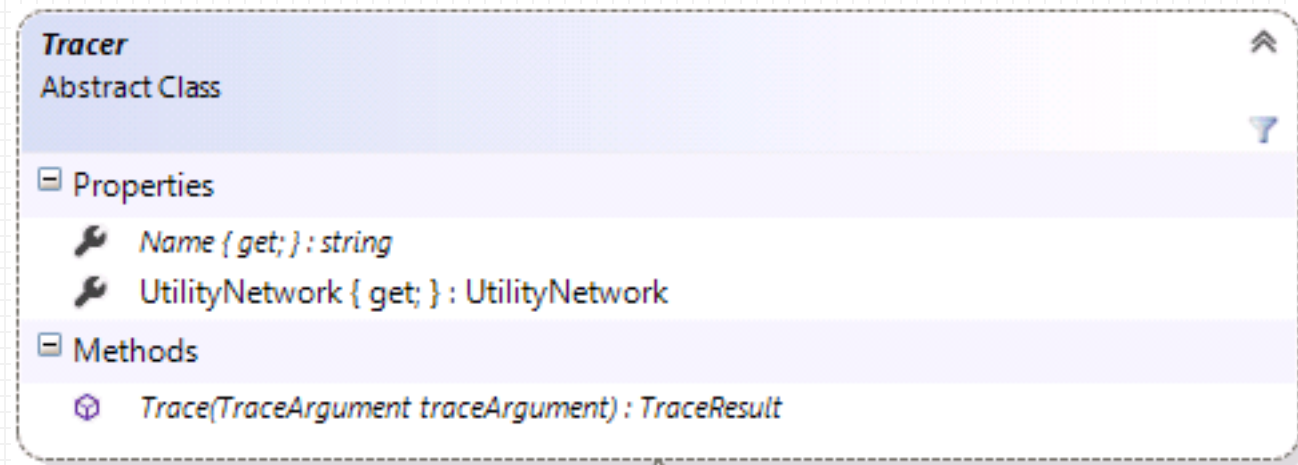 Tracer
Abstract Class
Properties
Name { get; } : string
UtilityNetwork { get; } : UtilityNetwork
Methods
Trace(TraceArgument traceArgument) : TraceResult